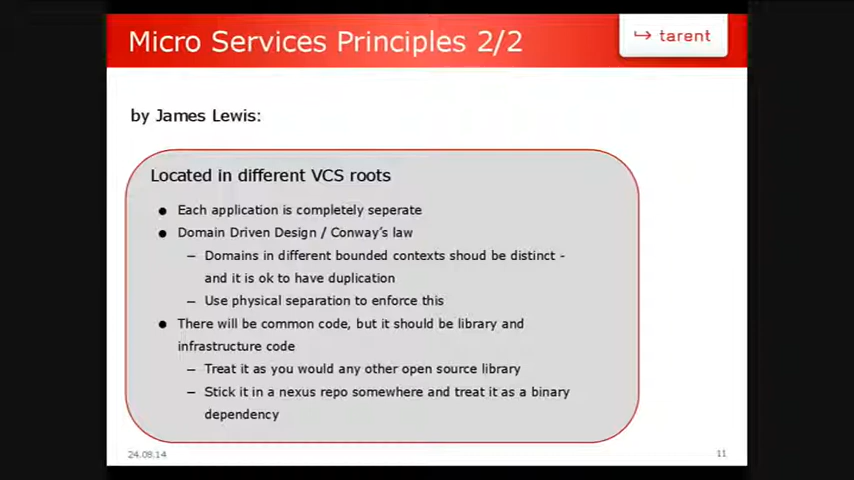 Micro Services Principles 2/2
↪ tarent
by James Lewis:
Located in different VCS roots
● Each application is completely seperate
● Domain Driven Design / Conway's law
– Domains in different bounded contexts shoud be distinct -
and it is ok to have duplication
– Use physical separation to enforce this
● There will be common code, but it should be library and
infrastructure code
– Treat it as you would any other open source library
– Stick it in a nexus repo somewhere and treat it as a binary
dependency
24.09.14
11